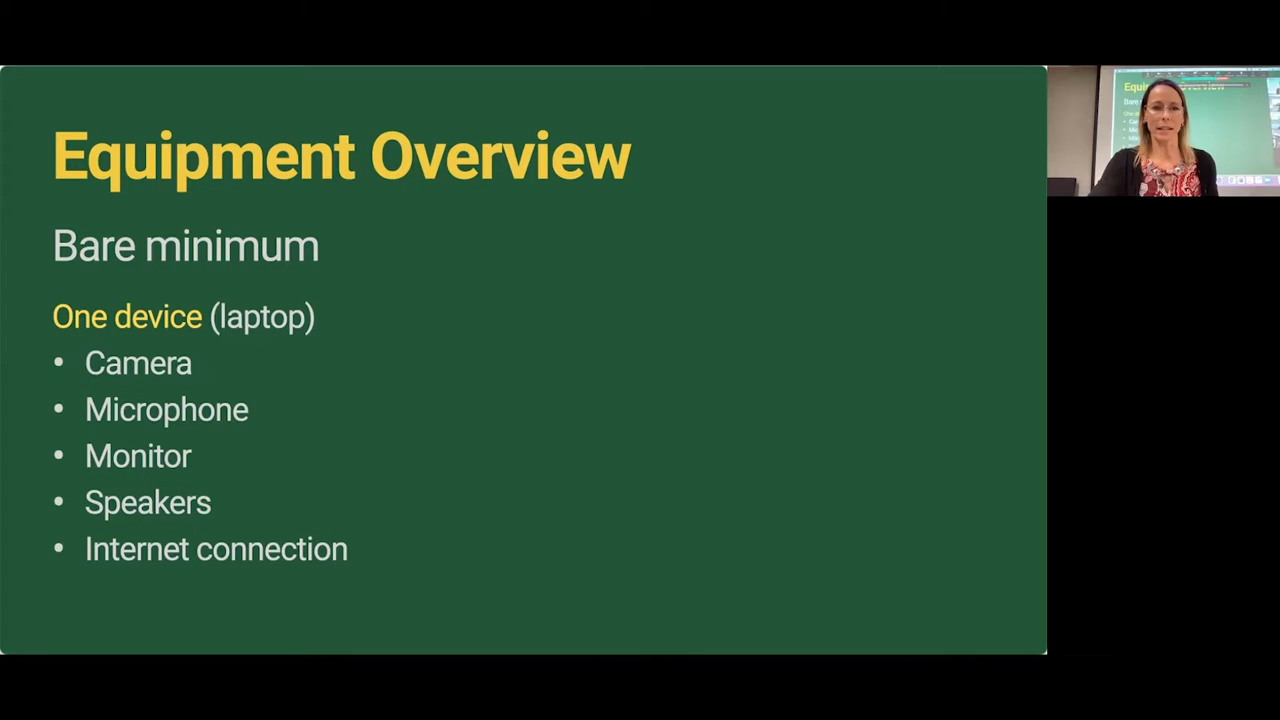 Equipment Overview
Bare minimum
One device (laptop)
• Camera
• Microphone
• Monitor
• Speakers
• Internet connection